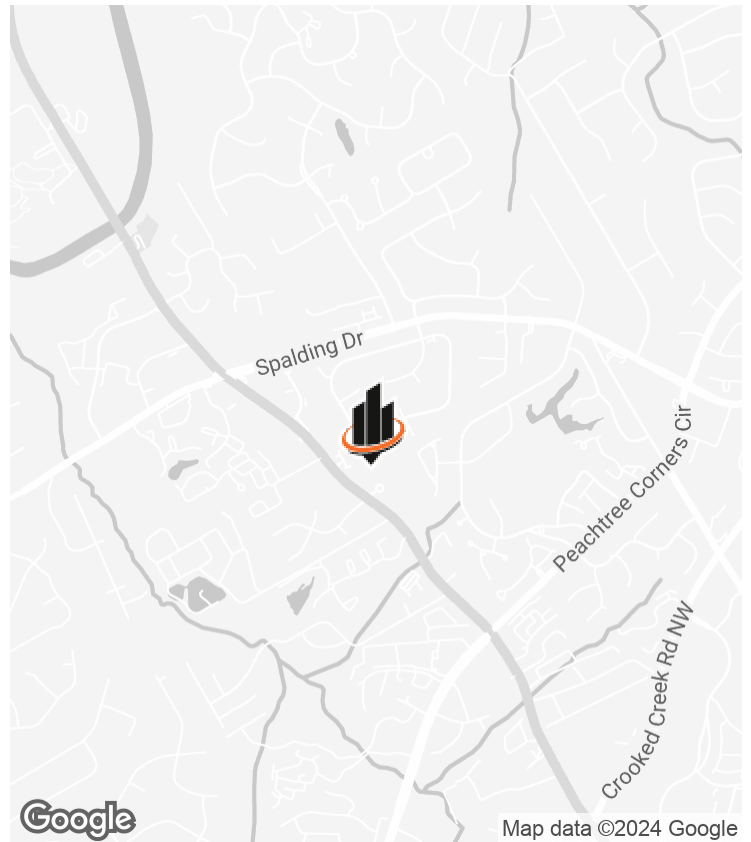 Spalding Dr
Peachtree Corners Cir
Crooked Creek Rd NW
Google
Map data ©2024 Google